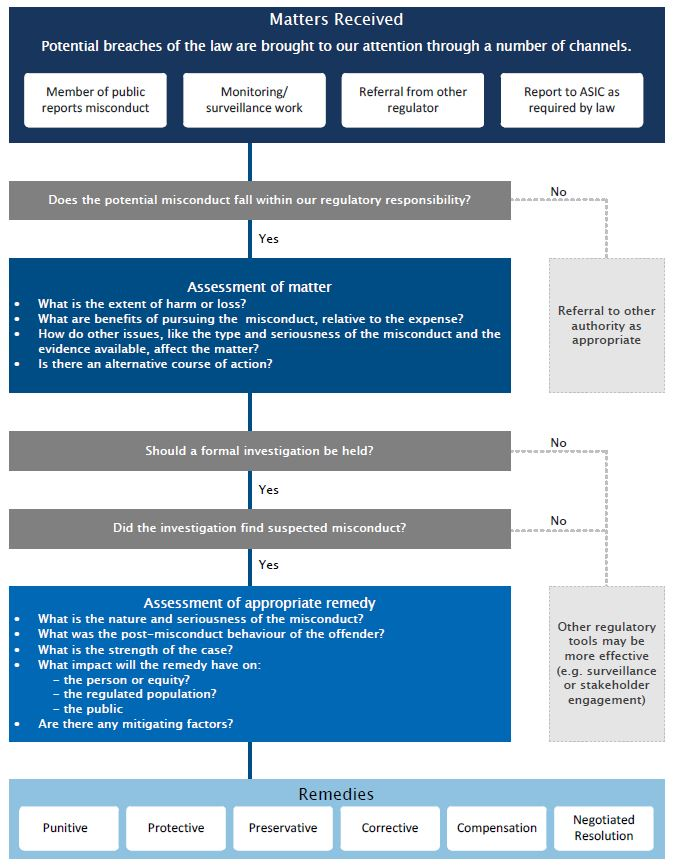 Matters Received
Potential breaches of the law are brought to our attention through a number of channels.
Member of public
reports misconduct
Monitoring/
surveillance work
Referral from other
regulator
Report to ASIC as
required by law
Does the potential misconduct fall within our regulatory responsibility?
No
Yes
Assessment of matter
• What is the extent of harm or loss?
• What are benefits of pursuing the misconduct, relative to the expense?
• How do other issues, like the type and seriousness of the misconduct and the
evidence available, affect the matter?
• Is there an alternative course of action?
Referral to other
authority as
appropriate
Should a formal investigation be held?
No
Yes
Did the investigation find suspected misconduct?
No
Yes
Assessment of appropriate remedy
• What is the nature and seriousness of the misconduct?
• What was the post-misconduct behaviour of the offender?
• What is the strength of the case?
• What impact will the remedy have on:
– the person or equity?
– the regulated population?
– the public
• Are there any mitigating factors?
Other regulatory
tools may be
more effective
(e.g. surveillance
or stakeholder
engagement)
Remedies
Punitive
Protective
Preservative
Corrective
Compensation
Negotiated
Resolution